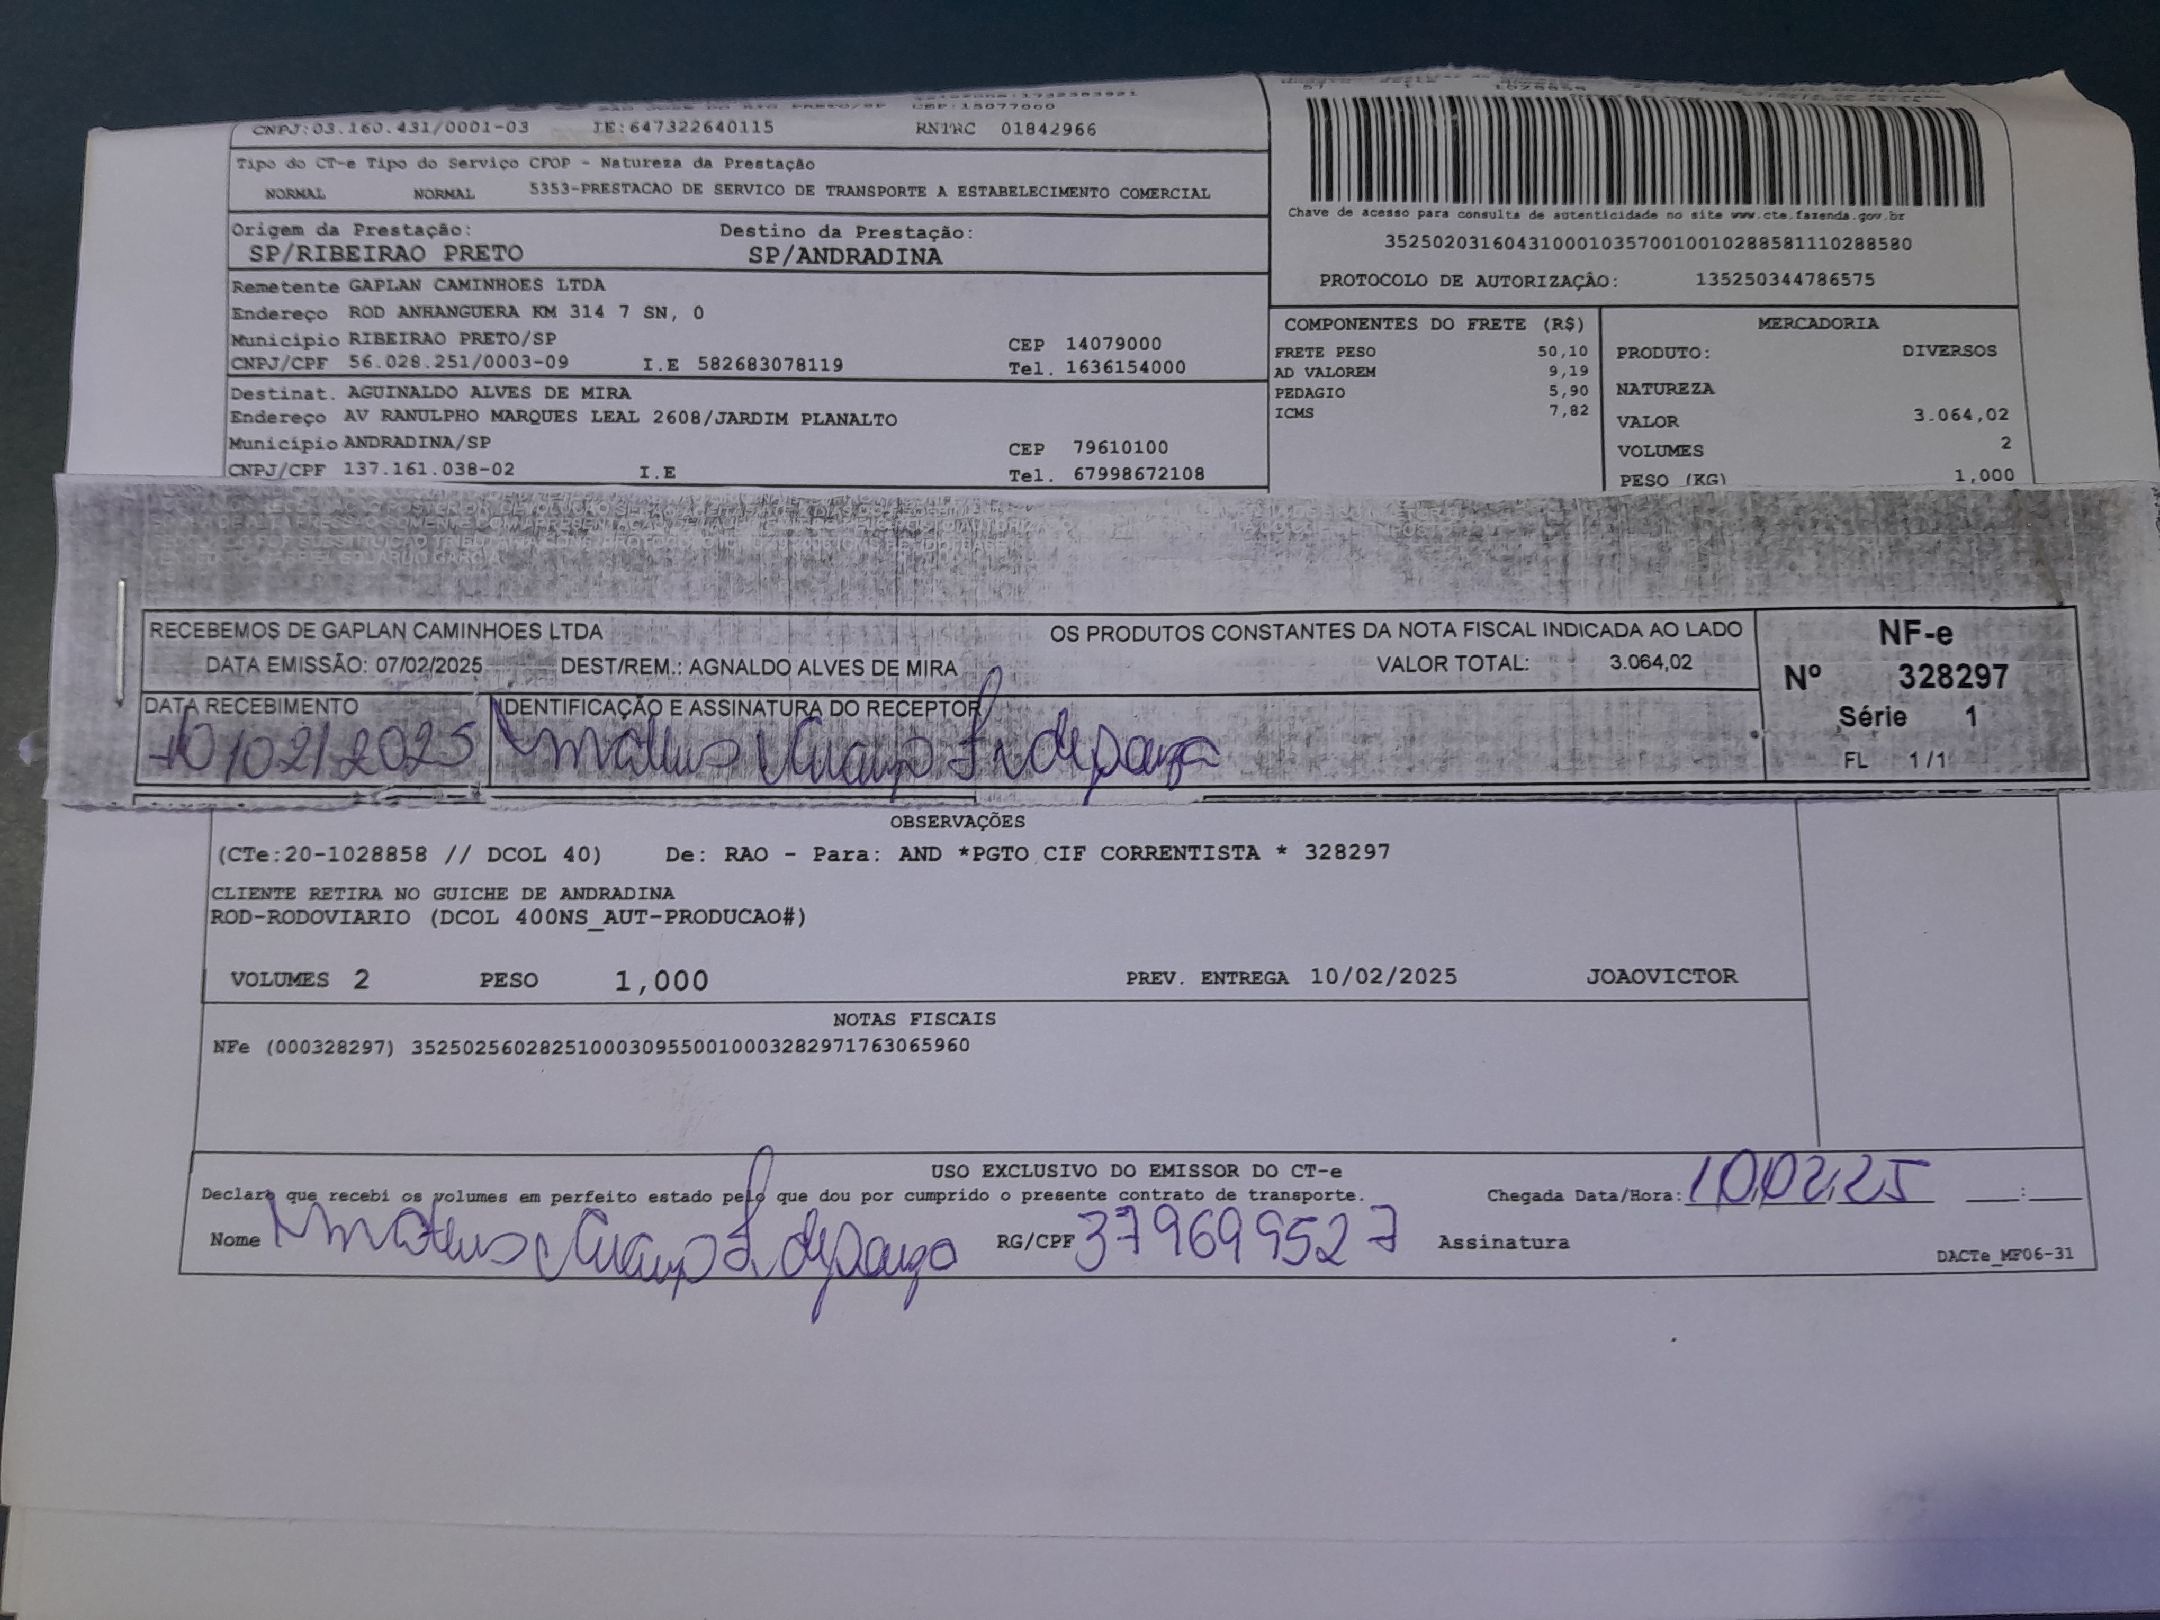 CEP:15077000
CNPJ:03.160.431/0001-03 IE:647322640115 RNTRC 01842966
Tipo do CT-e Tipo do Serviço CFOP - Natureza da Prestação
NORMAL NORMAL 5353-PRESTACAO DE SERVICO DE TRANSPORTE A ESTABELECIMENTO COMERCIAL
Chave de acesso para consulta de autenticidade no site www.cte.fazenda.gov.br
35250203160431000103570010010288581110288580
PROTOCOLO DE AUTORIZAÇÃO: 135250344786575
Origem da Prestação: Destino da Prestação:
SP/RIBEIRAO PRETO SP/ANDRADINA
Remetente GAPLAN CAMINHOES LTDA
Endereço ROD ANHANGUERA KM 314 7 SN, 0
Município RIBEIRAO PRETO/SP CEP 14079000
CNPJ/CPF 56.028.251/0003-09 I.E 582683078119 Tel. 1636154000
Destinat. AGUINALDO ALVES DE MIRA
Endereço AV RANULPHO MARQUES LEAL 2608/JARDIM PLANALTO
Município ANDRADINA/SP CEP 79610100
CNPJ/CPF 137.161.038-02 I.E Tel. 67998672108
COMPONENTES DO FRETE (R$)
FRETE PESO 50,10
AD VALOREM 9,19
PEDAGIO 5,90
ICMS 7,82
MERCADORIA
PRODUTO: DIVERSOS
NATUREZA
VALOR 3.064,02
VOLUMES 2
PESO (KG) 1,000
RECEBEMOS DE GAPLAN CAMINHOES LTDA OS PRODUTOS CONSTANTES DA NOTA FISCAL INDICADA AO LADO
DATA EMISSÃO: 07/02/2025 DEST/REM.: AGNALDO ALVES DE MIRA VALOR TOTAL: 3.064,02
DATA RECEBIMENTO IDENTIFICAÇÃO E ASSINATURA DO RECEPTOR
10/02/2025 Mateus
NF-e
Nº 328297
Série 1
FL 1/1
OBSERVAÇÕES
(CTe:20-1028858 // DCOL 40) De: RAO - Para: AND *PGTO CIF CORRENTISTA * 328297
CLIENTE RETIRA NO GUICHE DE ANDRADINA
ROD-RODOVIARIO (DCOL 400NS_AUT-PRODUCAO#)
VOLUMES 2 PESO 1,000 PREV. ENTREGA 10/02/2025 JOAOVICTOR
NOTAS FISCAIS
NFe (000328297) 35250256028251000309550010003282971763065960
USO EXCLUSIVO DO EMISSOR DO CT-e
Declaro que recebi os volumes em perfeito estado pelo que dou por cumprido o presente contrato de transporte. Chegada Data/Hora: 10.02.25 __:__
Nome Mateus RG/CPF 379699527 Assinatura
DACTe_MF06-31